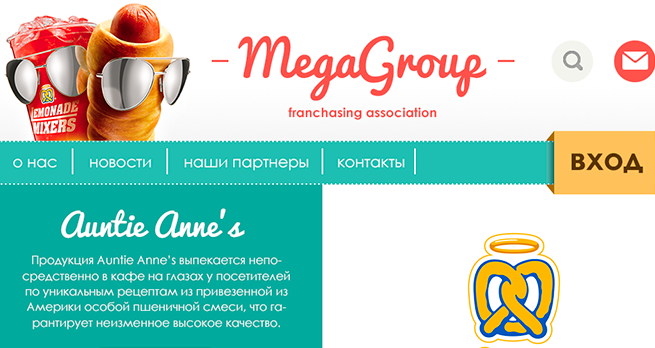 MegaGroup
franchasing association
LEMONADE
MIXERS
о нас
новости
наши партнеры
контакты
ВХОД
Auntie Anne's
Продукция Auntie Anne's выпекается непо-
средственно в кафе на глазах у посетителей
по уникальным рецептам из привезенной из
Америки особой пшеничной смеси, что га-
рантирует неизменное высокое качество.